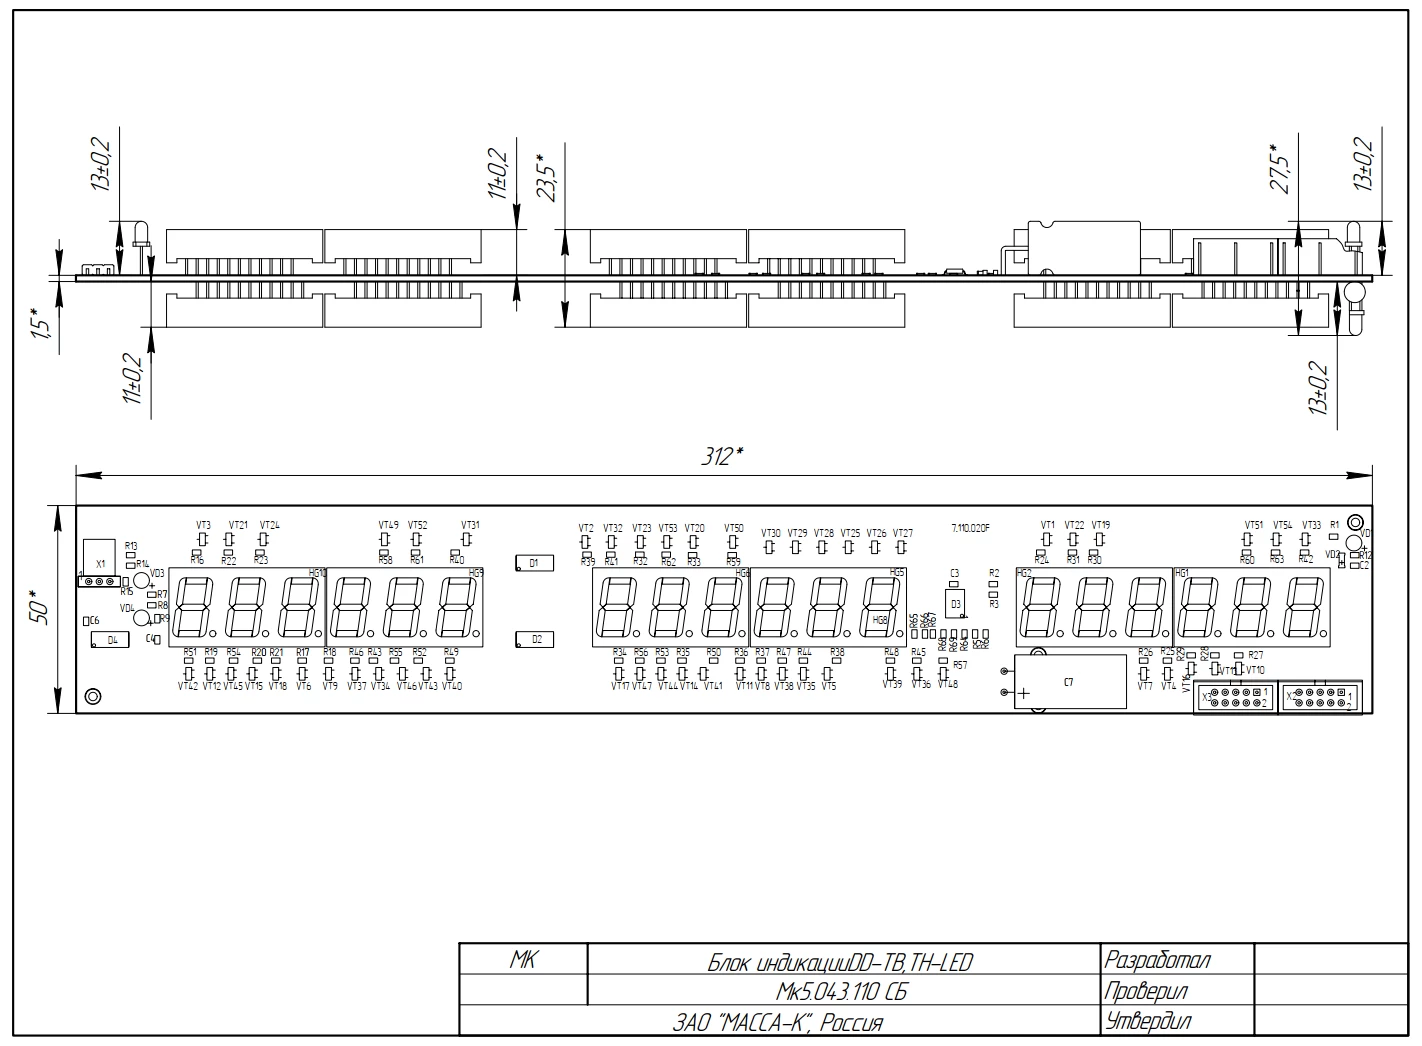 13±0,2
11±0,2
23,5*
27,5*
13±0,2
1,5*
11±0,2
13±0,2
312*
50*
VT3 VT21 VT24 VT49 VT52 VT31 VT2 VT32 VT23 VT53 VT20 VT50 VT30 VT29 VT28 VT25 VT26 VT27 7.110.020F VT1 VT22 VT19 VT51 VT54 VT33 R1 VD1
R13 R16 R22 R23 R58 R61 R40 D1 R39 R41 R32 R62 R33 R59 R24 R31 R30 R60 R63 R42 VD2 + R12
X1 R14 C2
1 VD3 HG10 HG9 HG6 HG5 C3 R2 HG2 HG1
R15 + R7
R8 D3 R3
VD4 + R9 HG8 R65 R66 R67
C6 D4 C4 D2 R68 R69 R64
R51 R19 R54 R20 R21 R17 R18 R46 R43 R55 R52 R49 R34 R56 R53 R35 R50 R36 R37 R47 R44 R38 R48 R45 R57 R26 R25 R29 R28 R27
VT42 VT12 VT45 VT15 VT18 VT6 VT9 VT37 VT34 VT46 VT43 VT40 VT17 VT47 VT44 VT14 VT41 VT11 VT8 VT38 VT35 VT5 VT39 VT36 VT48 C7 VT7 VT4 VT16 VT10
+ X3 1 X2 1
2 2
МК Блок индикацииDD-TB,TH-LED Разработал
Мк5.043.110 СБ Проверил
ЗАО "МАССА-К", Россия Утвердил